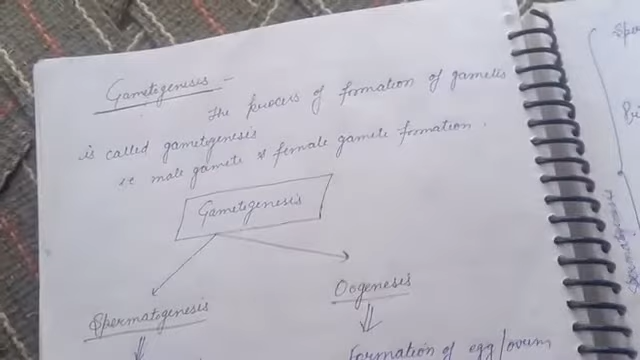 Gametogenesis -
The process of formation of gametes
is called gametogenesis
ie male gamete & female gamete formation.
Gametogenesis
Spermatogenesis
Oogenesis
Formation of egg/ovum